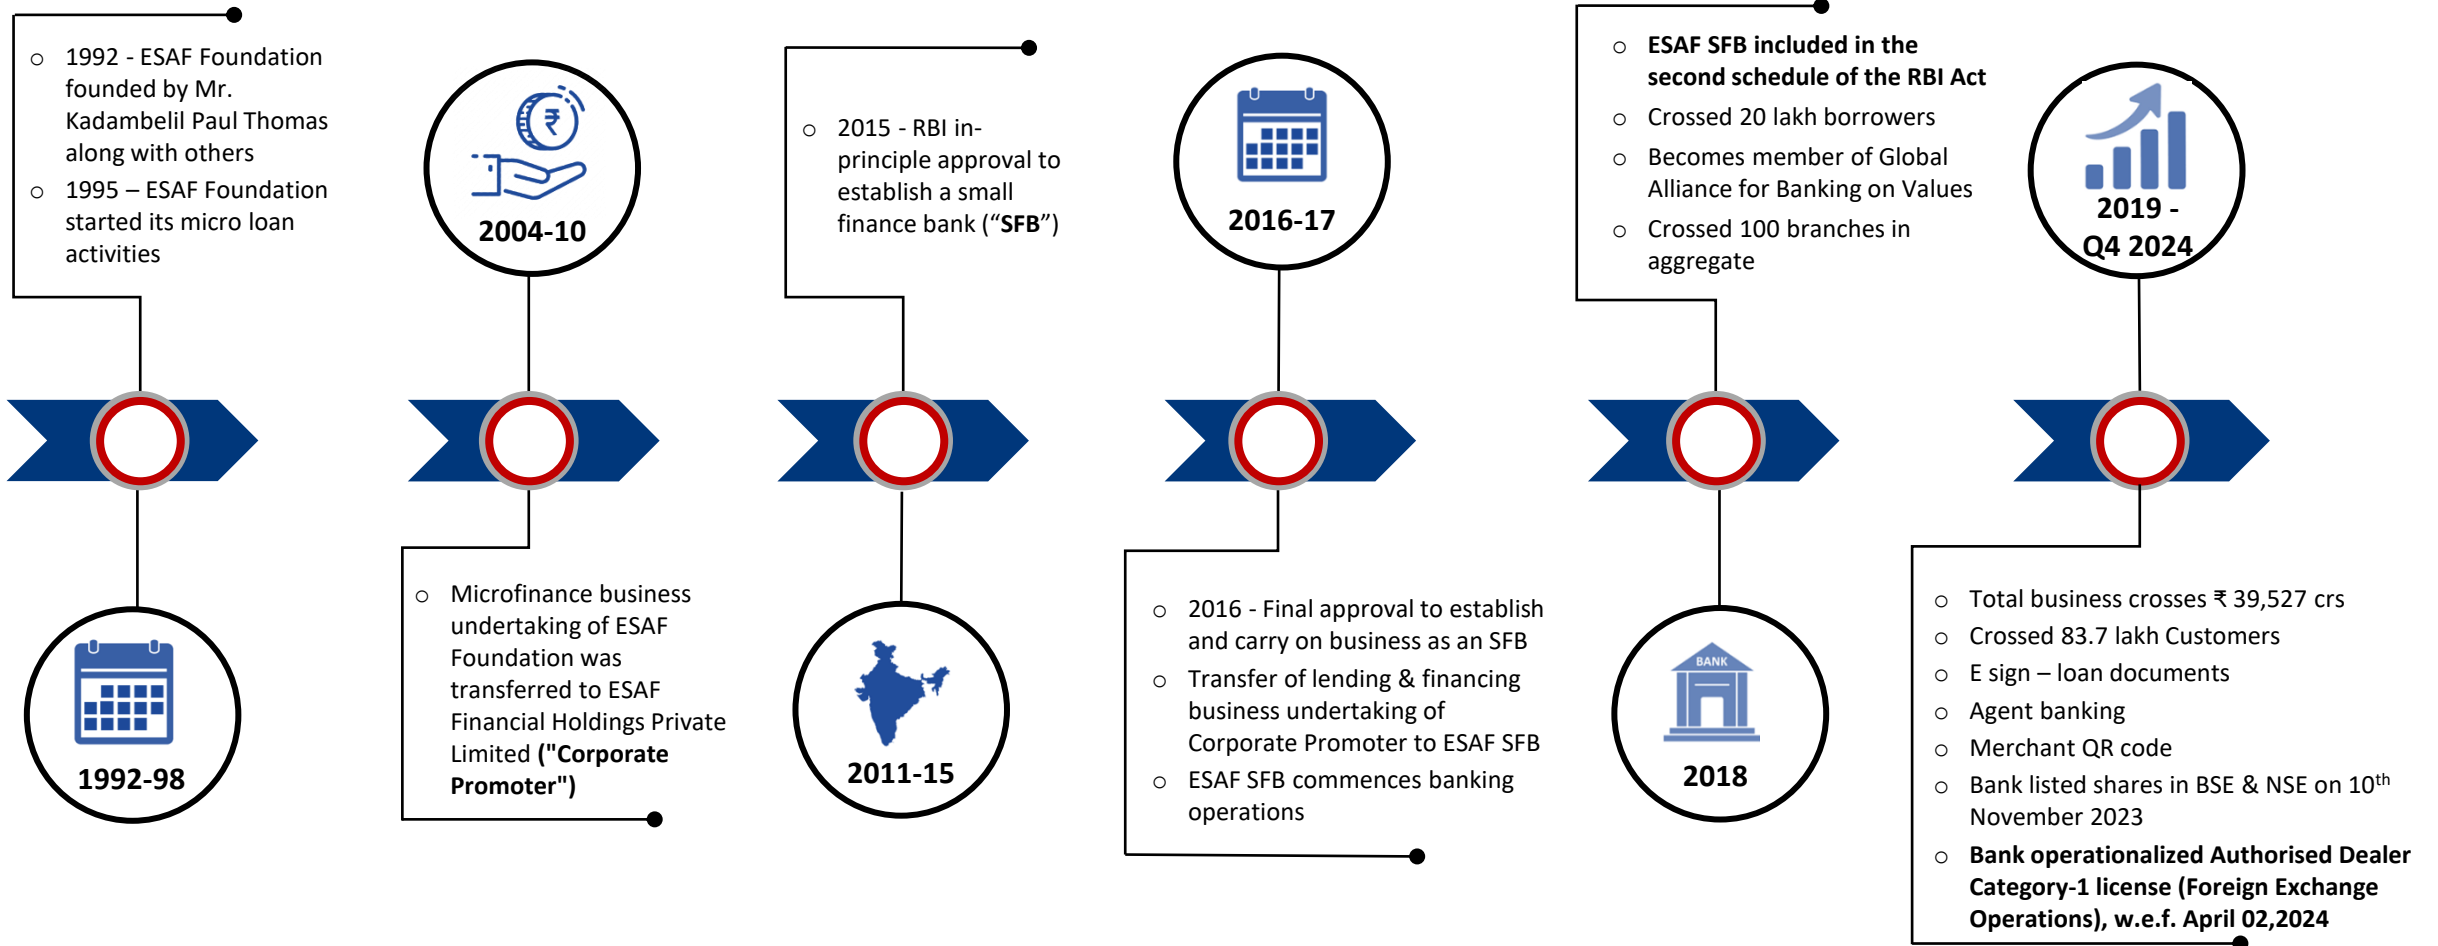 o 1992 - ESAF Foundation
founded by Mr.
Kadambelil Paul Thomas
along with others
o 1995 – ESAF Foundation
started its micro loan
activities
1992-98
2004-10
o Microfinance business
undertaking of ESAF
Foundation was
transferred to ESAF
Financial Holdings Private
Limited ("Corporate
Promoter")
o 2015 - RBI in-
principle approval to
establish a small
finance bank (“SFB”)
2011-15
2016-17
o 2016 - Final approval to establish
and carry on business as an SFB
o Transfer of lending & financing
business undertaking of
Corporate Promoter to ESAF SFB
o ESAF SFB commences banking
operations
o ESAF SFB included in the
second schedule of the RBI Act
o Crossed 20 lakh borrowers
o Becomes member of Global
Alliance for Banking on Values
o Crossed 100 branches in
aggregate
BANK
2018
2019 -
Q4 2024
o Total business crosses ₹ 39,527 crs
o Crossed 83.7 lakh Customers
o E sign – loan documents
o Agent banking
o Merchant QR code
o Bank listed shares in BSE & NSE on 10th
November 2023
o Bank operationalized Authorised Dealer
Category-1 license (Foreign Exchange
Operations), w.e.f. April 02,2024